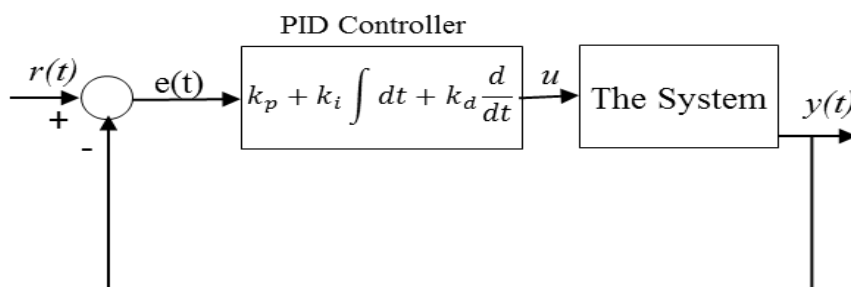 PID Controller
r(t)
+
-
e(t)
k_p + k_i ∫ dt + k_d d/dt
u
The System
y(t)